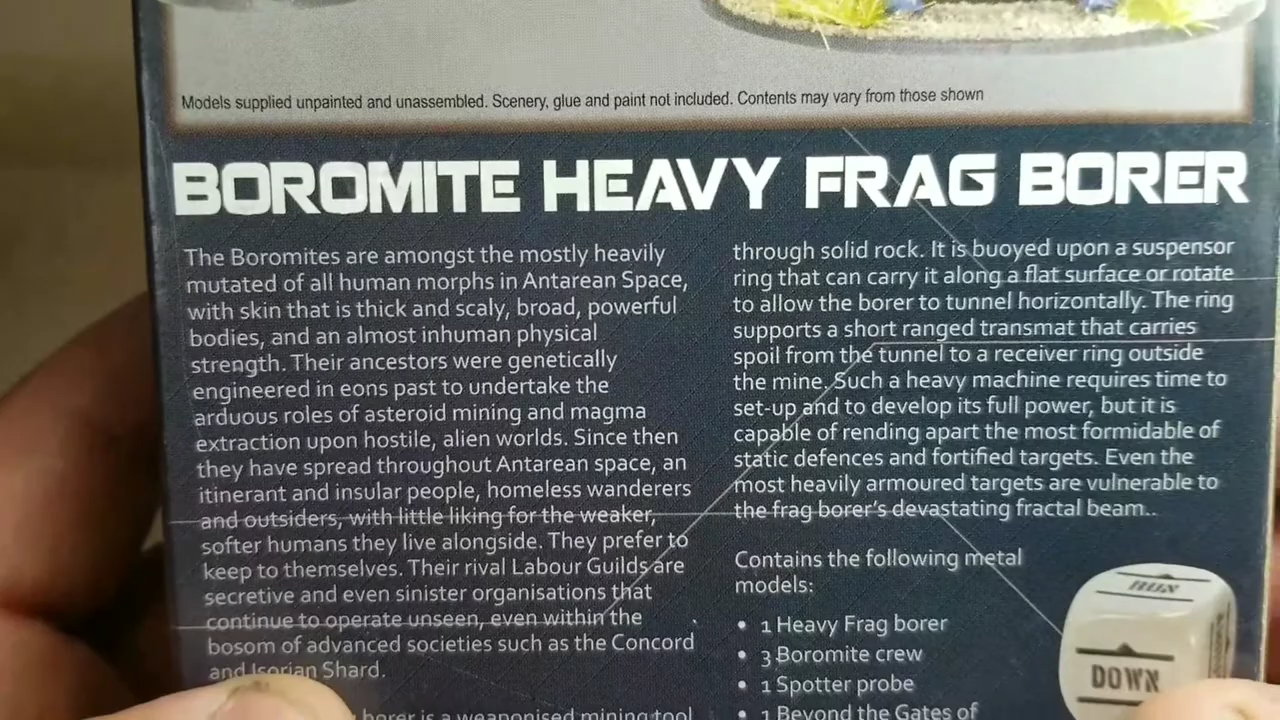 Models supplied unpainted and unassembled. Scenery, glue and paint not included. Contents may vary from those shown
BOROMITE HEAVY FRAG BORER
The Boromites are amongst the mostly heavily
mutated of all human morphs in Antarean Space,
with skin that is thick and scaly, broad, powerful
bodies, and an almost inhuman physical
strength. Their ancestors were genetically
engineered in eons past to undertake the
arduous roles of asteroid mining and magma
extraction upon hostile, alien worlds. Since then
they have spread throughout Antarean space, an
itinerant and insular people, homeless wanderers
and outsiders, with little liking for the weaker,
softer humans they live alongside. They prefer to
keep to themselves. Their rival Labour Guilds are
secretive and even sinister organisations that
continue to operate unseen, even within the
bosom of advanced societies such as the Concord
and Isorian Shard.
borer is a weaponised mining tool
through solid rock. It is buoyed upon a suspensor
ring that can carry it along a flat surface or rotate
to allow the borer to tunnel horizontally. The ring
supports a short ranged transmat that carries
spoil from the tunnel to a receiver ring outside
the mine. Such a heavy machine requires time to
set-up and to develop its full power, but it is
capable of rending apart the most formidable of
static defences and fortified targets. Even the
most heavily armoured targets are vulnerable to
the frag borer's devastating fractal beam..
Contains the following metal
models:
• 1 Heavy Frag borer
• 3 Boromite crew
• 1 Spotter probe
• 1 Beyond the Gates of
RUN
DOWN